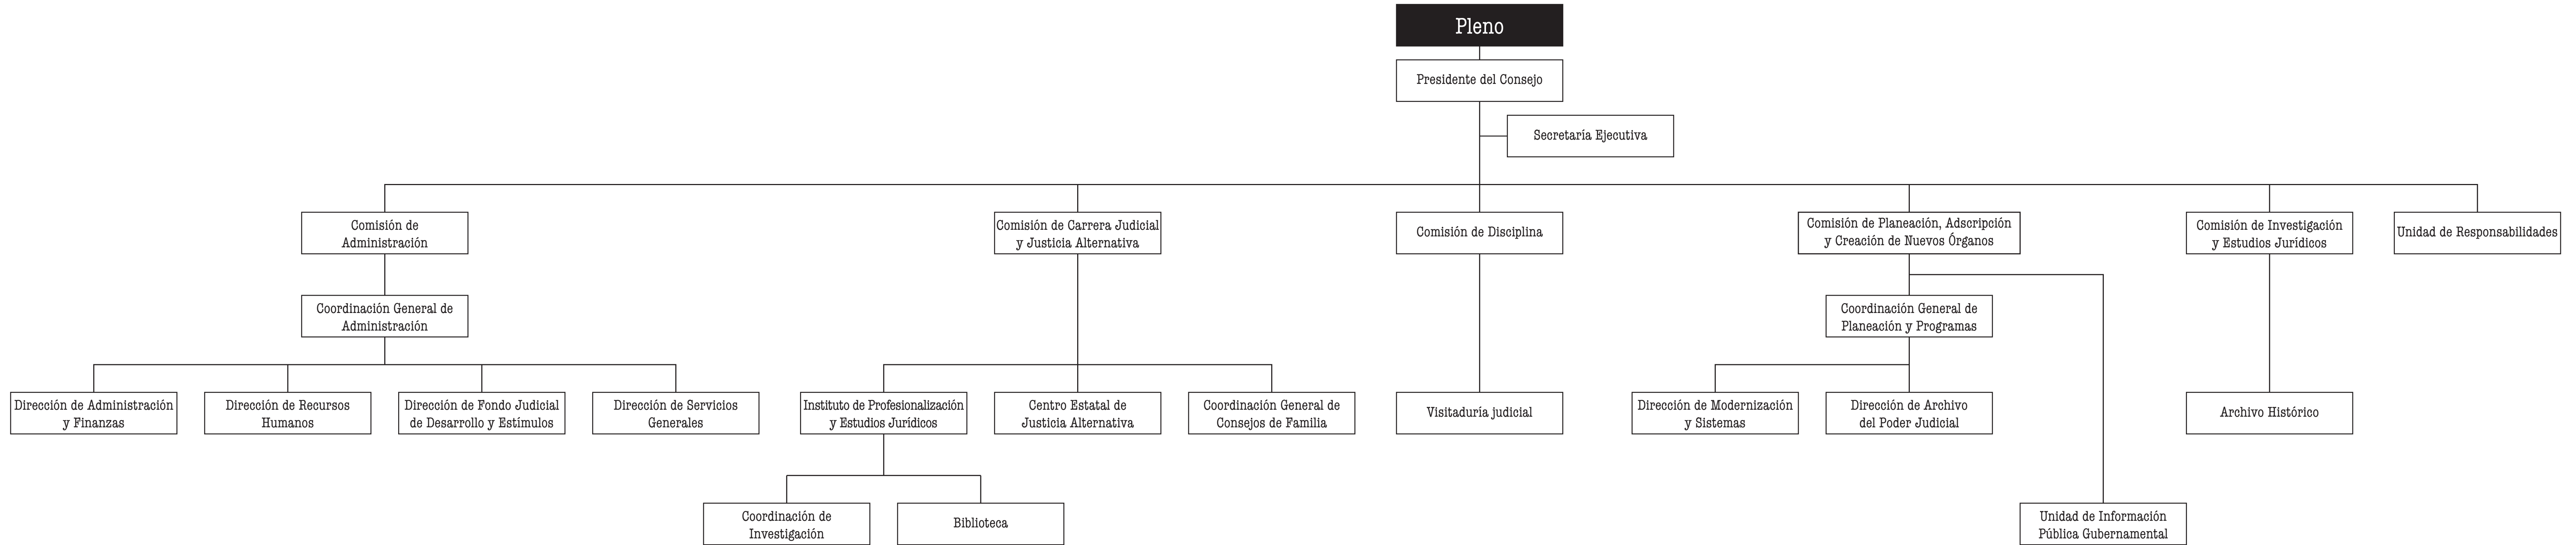 Pleno
Presidente del Consejo
Secretaría Ejecutiva
Comisión de
Administración
Comisión de Carrera Judicial
y Justicia Alternativa
Comisión de Disciplina
Comisión de Planeación, Adscripción
y Creación de Nuevos Órganos
Comisión de Investigación
y Estudios Jurídicos
Unidad de Responsabilidades
Coordinación General de
Administración
Coordinación General de
Planeación y Programas
Dirección de Administración
y Finanzas
Dirección de Recursos
Humanos
Dirección de Fondo Judicial
de Desarrollo y Estímulos
Dirección de Servicios
Generales
Instituto de Profesionalización
y Estudios Jurídicos
Centro Estatal de
Justicia Alternativa
Coordinación General de
Consejos de Familia
Visitaduría judicial
Dirección de Modernización
y Sistemas
Dirección de Archivo
del Poder Judicial
Archivo Histórico
Coordinación de
Investigación
Biblioteca
Unidad de Información
Pública Gubernamental